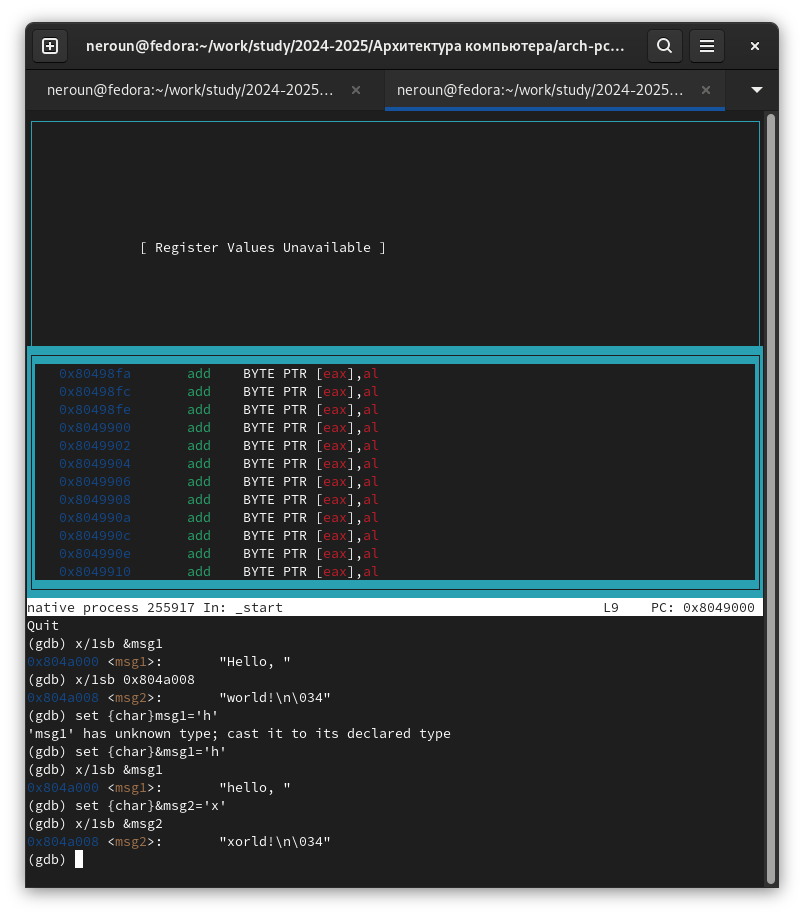 neroun@fedora:~/work/study/2024-2025/Архитектура компьютера/arch-pc...
neroun@fedora:~/work/study/2024-2025...
neroun@fedora:~/work/study/2024-2025...
[ Register Values Unavailable ]
0x80498fa add BYTE PTR [eax],al
0x80498fc add BYTE PTR [eax],al
0x80498fe add BYTE PTR [eax],al
0x8049900 add BYTE PTR [eax],al
0x8049902 add BYTE PTR [eax],al
0x8049904 add BYTE PTR [eax],al
0x8049906 add BYTE PTR [eax],al
0x8049908 add BYTE PTR [eax],al
0x804990a add BYTE PTR [eax],al
0x804990c add BYTE PTR [eax],al
0x804990e add BYTE PTR [eax],al
0x8049910 add BYTE PTR [eax],al
native process 255917 In: _start L9 PC: 0x8049000
Quit
(gdb) x/1sb &msg1
0x804a000 <msg1>: "Hello, "
(gdb) x/1sb 0x804a008
0x804a008 <msg2>: "world!\n\034"
(gdb) set {char}msg1='h'
'msg1' has unknown type; cast it to its declared type
(gdb) set {char}&msg1='h'
(gdb) x/1sb &msg1
0x804a000 <msg1>: "hello, "
(gdb) set {char}&msg2='x'
(gdb) x/1sb &msg2
0x804a008 <msg2>: "xorld!\n\034"
(gdb)